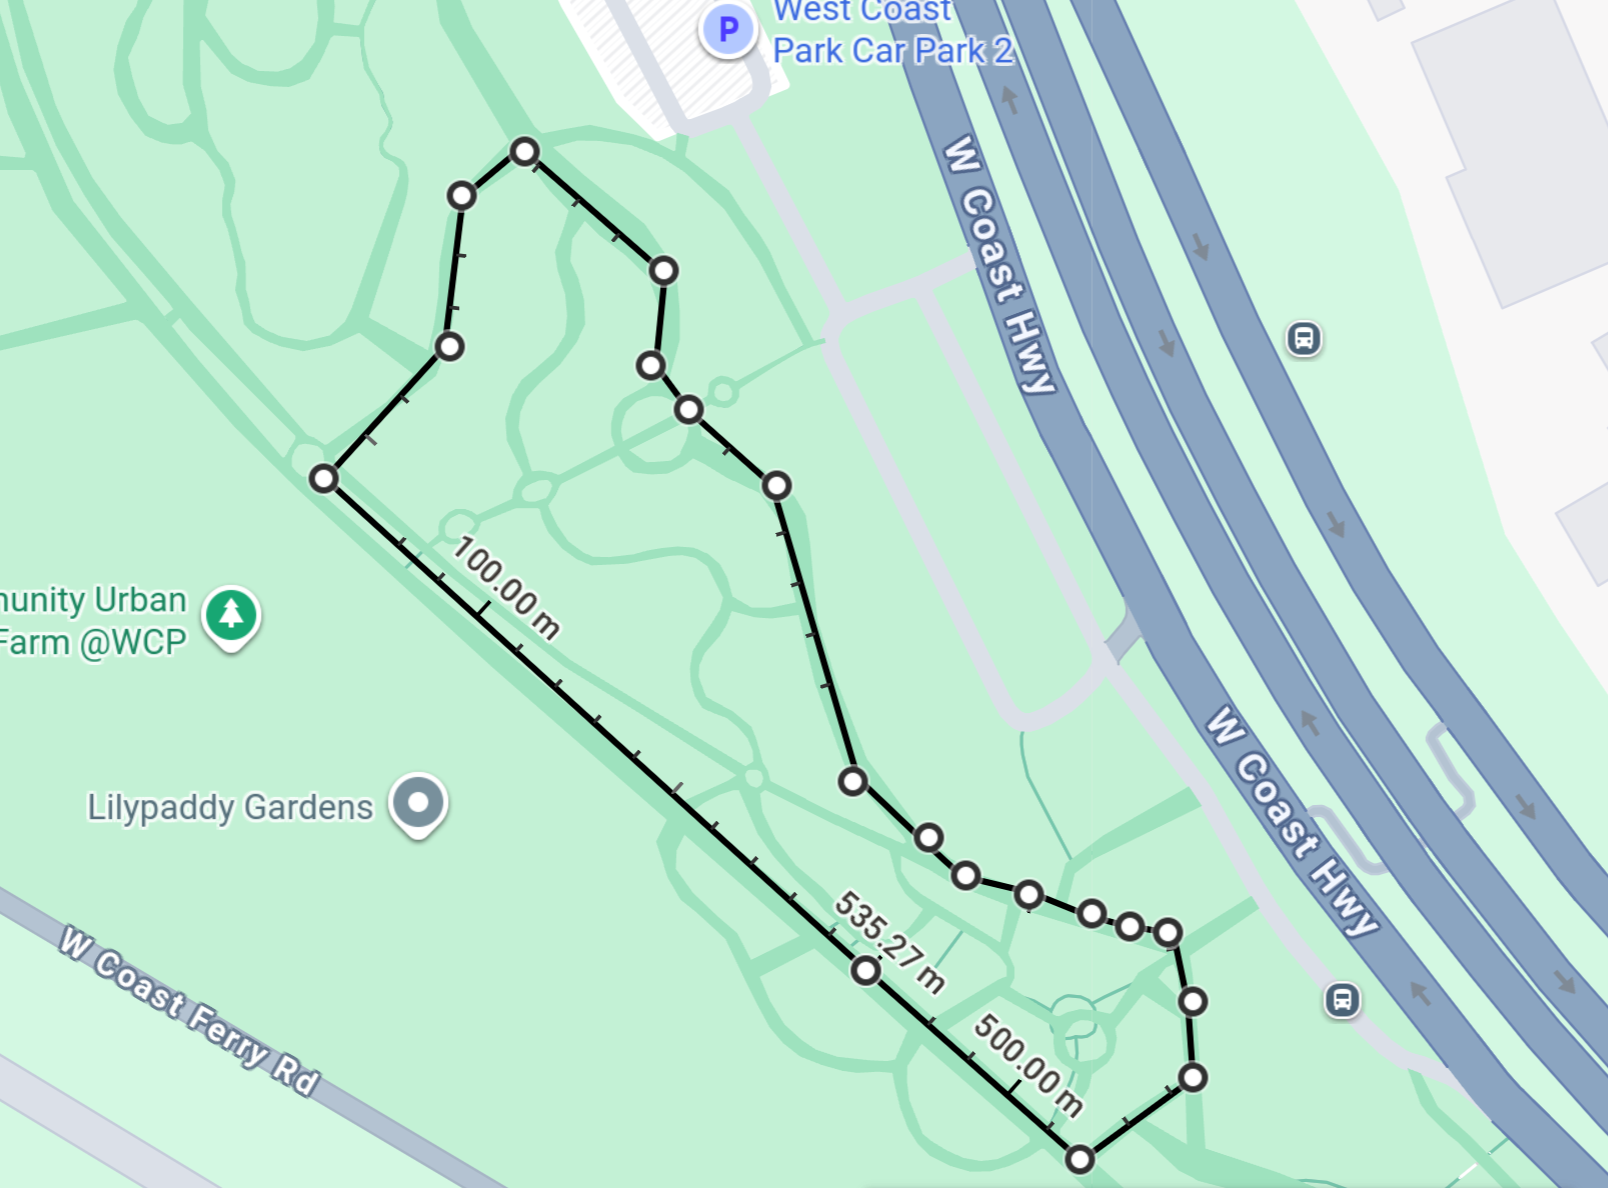 West Coast
Park Car Park 2
P
W Coast Hwy
100.00 m
Farm @WCP
Urban
Lilypaddy Gardens
W Coast Hwy
535.27 m
W Coast Ferry Rd
500.00 m